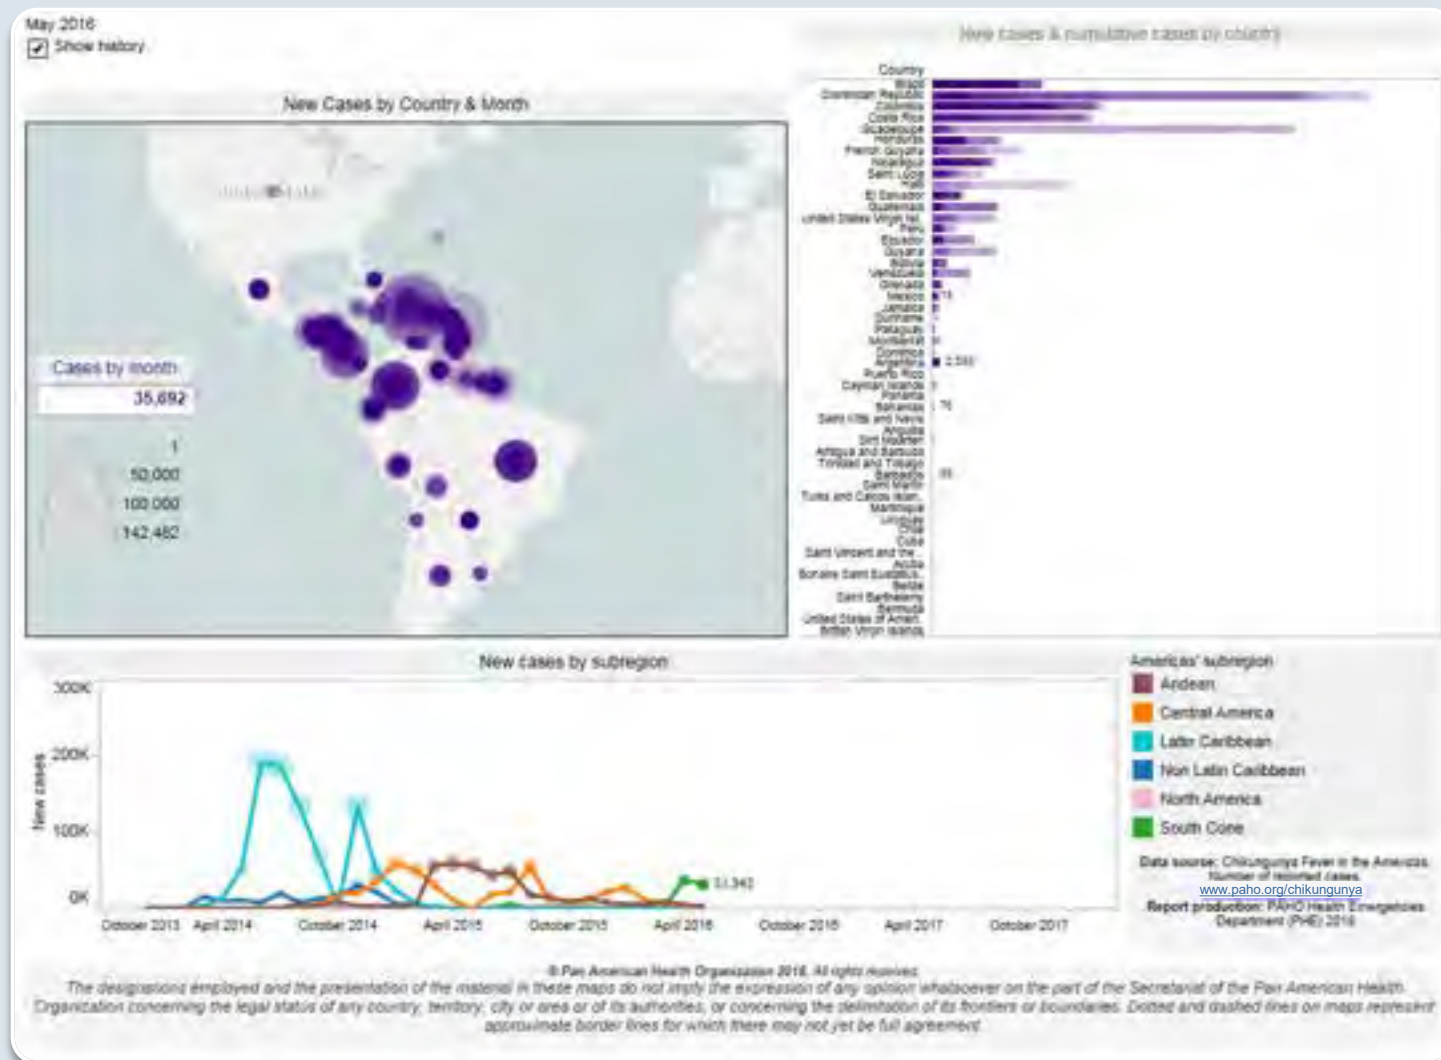 May 2016
Show history
New Cases by Country & Month
Cases by month
35,692
1
50,000
100,000
142,482
New cases & cumulative cases by country
Country
Brazil
Dominican Republic
Colombia
Costa Rica
Guadeloupe
Honduras
French Guyana
Nicaragua
Saint Lucia
Haiti
El Salvador
Guatemala
United States Virgin Isl..
Peru
Ecuador
Guyana
Bolivia
Venezuela
Grenada
Mexico
Jamaica
Suriname
Paraguay
Montserrat
Dominica
Argentina
Puerto Rico
Cayman Islands
Panama
Bahamas 76
Saint Kitts and Nevis
Anguilla
Sint Maarten
Antigua and Barbuda
Trinidad and Tobago
Barbados
Saint Martin
Turks and Caicos Islan..
Martinique
Uruguay
Chile
Cuba
Saint Vincent and the ..
Aruba
Bonaire Saint Eustatius..
Belize
Saint Barthelemy
Bermuda
United States of Ameri..
British Virgin Islands
New cases by subregion
New cases
300K
200K
100K
0K
October 2013 April 2014 October 2014 April 2015 October 2015 April 2016 October 2016 April 2017 October 2017
Americas' subregion
Andean
Central America
Latin Caribbean
Non Latin Caribbean
North America
South Cone
Data source: Chikungunya Fever in the Americas.
Number of reported cases.
www.paho.org/chikungunya
Report production: PAHO Health Emergencies
Department (PHE) 2016
© Pan American Health Organization 2016. All rights reserved.
The designations employed and the presentation of the material in these maps do not imply the expression of any opinion whatsoever on the part of the Secretariat of the Pan American Health
Organization concerning the legal status of any country, territory, city or area or of its authorities, or concerning the delimitation of its frontiers or boundaries. Dotted and dashed lines on maps represent
approximate border lines for which there may not yet be full agreement.